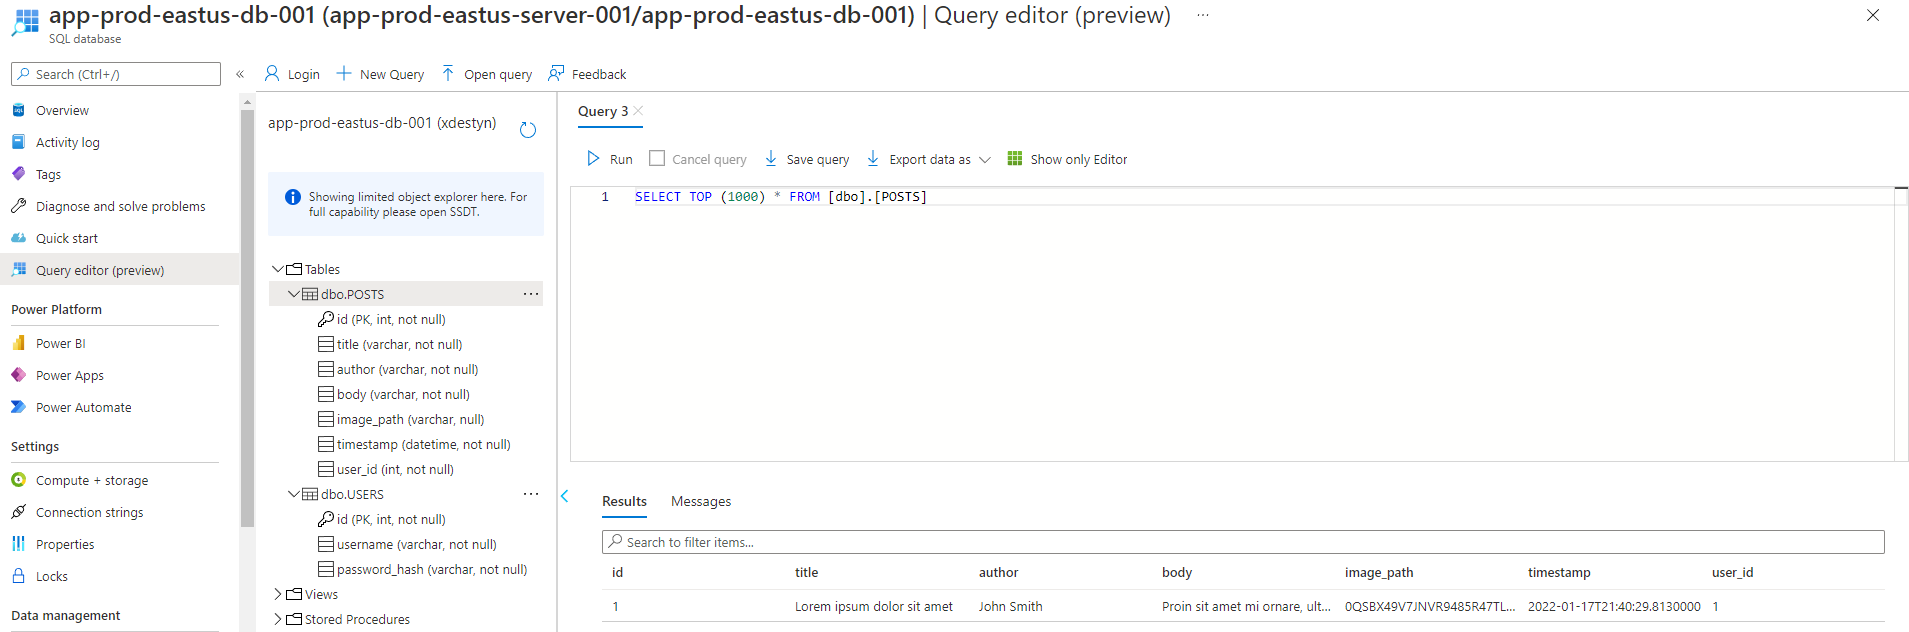 app-prod-eastus-db-001 (app-prod-eastus-server-001/app-prod-eastus-db-001) | Query editor (preview) ...
SQL database
Search (Ctrl+/)
«
Overview
Activity log
Tags
Diagnose and solve problems
Quick start
Query editor (preview)
Power Platform
Power BI
Power Apps
Power Automate
Settings
Compute + storage
Connection strings
Properties
Locks
Data management
Login
New Query
Open query
Feedback
app-prod-eastus-db-001 (xdestyn)
Showing limited object explorer here. For
full capability please open SSDT.
Tables
dbo.POSTS ...
id (PK, int, not null)
title (varchar, not null)
author (varchar, not null)
body (varchar, not null)
image_path (varchar, null)
timestamp (datetime, not null)
user_id (int, not null)
dbo.USERS ...
id (PK, int, not null)
username (varchar, not null)
password_hash (varchar, not null)
Views
Stored Procedures
Query 3
Run
Cancel query
Save query
Export data as
Show only Editor
1 SELECT TOP (1000) * FROM [dbo].[POSTS]
Results Messages
Search to filter items...
id title author body image_path timestamp user_id
1 Lorem ipsum dolor sit amet John Smith Proin sit amet mi ornare, ult... 0QSBX49V7JNVR9485R47TL... 2022-01-17T21:40:29.8130000 1